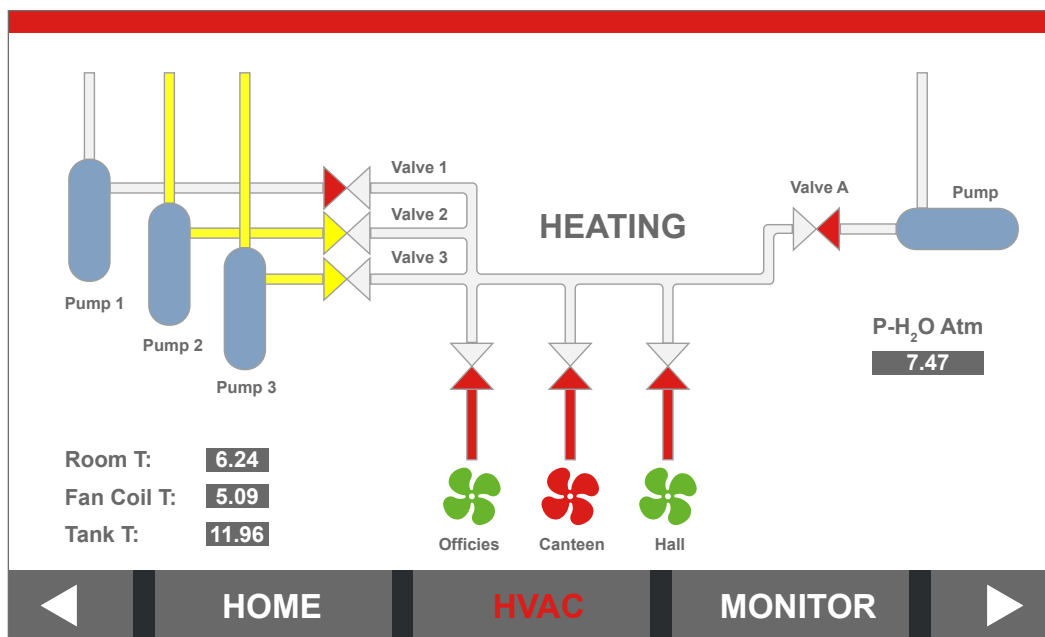 Valve 1
Valve A
Pump
Valve 2
HEATING
Valve 3
Pump 1
P-H₂O Atm
Pump 2
7.47
Pump 3
Room T: 6.24
Fan Coil T: 5.09
Tank T: 11.96
Officies Canteen Hall
HOME HVAC MONITOR